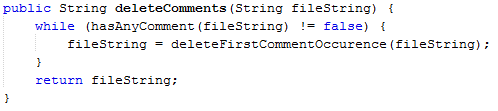 public String deleteComments(String fileString) {
    while (hasAnyComment(fileString) != false) {
        fileString = deleteFirstCommentOccurence(fileString);
    }
    return fileString;
}